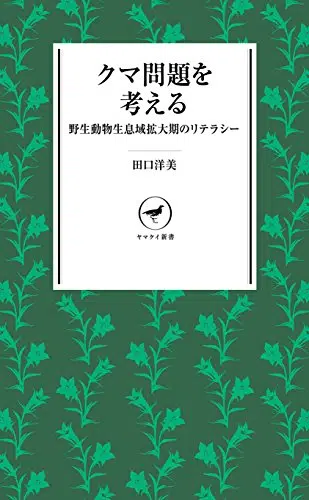 クマ問題を
考える
野生動物生息域拡大期のリテラシー
田口洋美
ヤマケイ新書